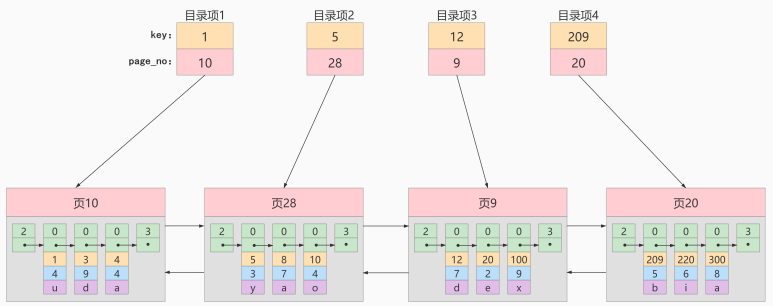 目录项1 目录项2 目录项3 目录项4
key: 1 5 12 209
page_no: 10 28 9 20
页10 页28 页9 页20
2 0 0 0 3 2 0 0 0 3 2 0 0 0 3 2 0 0 0 3
1 3 4 5 8 10 12 20 100 209 220 300
4 9 4 3 7 4 7 2 9 5 6 8
u d a y a o d e x b i a